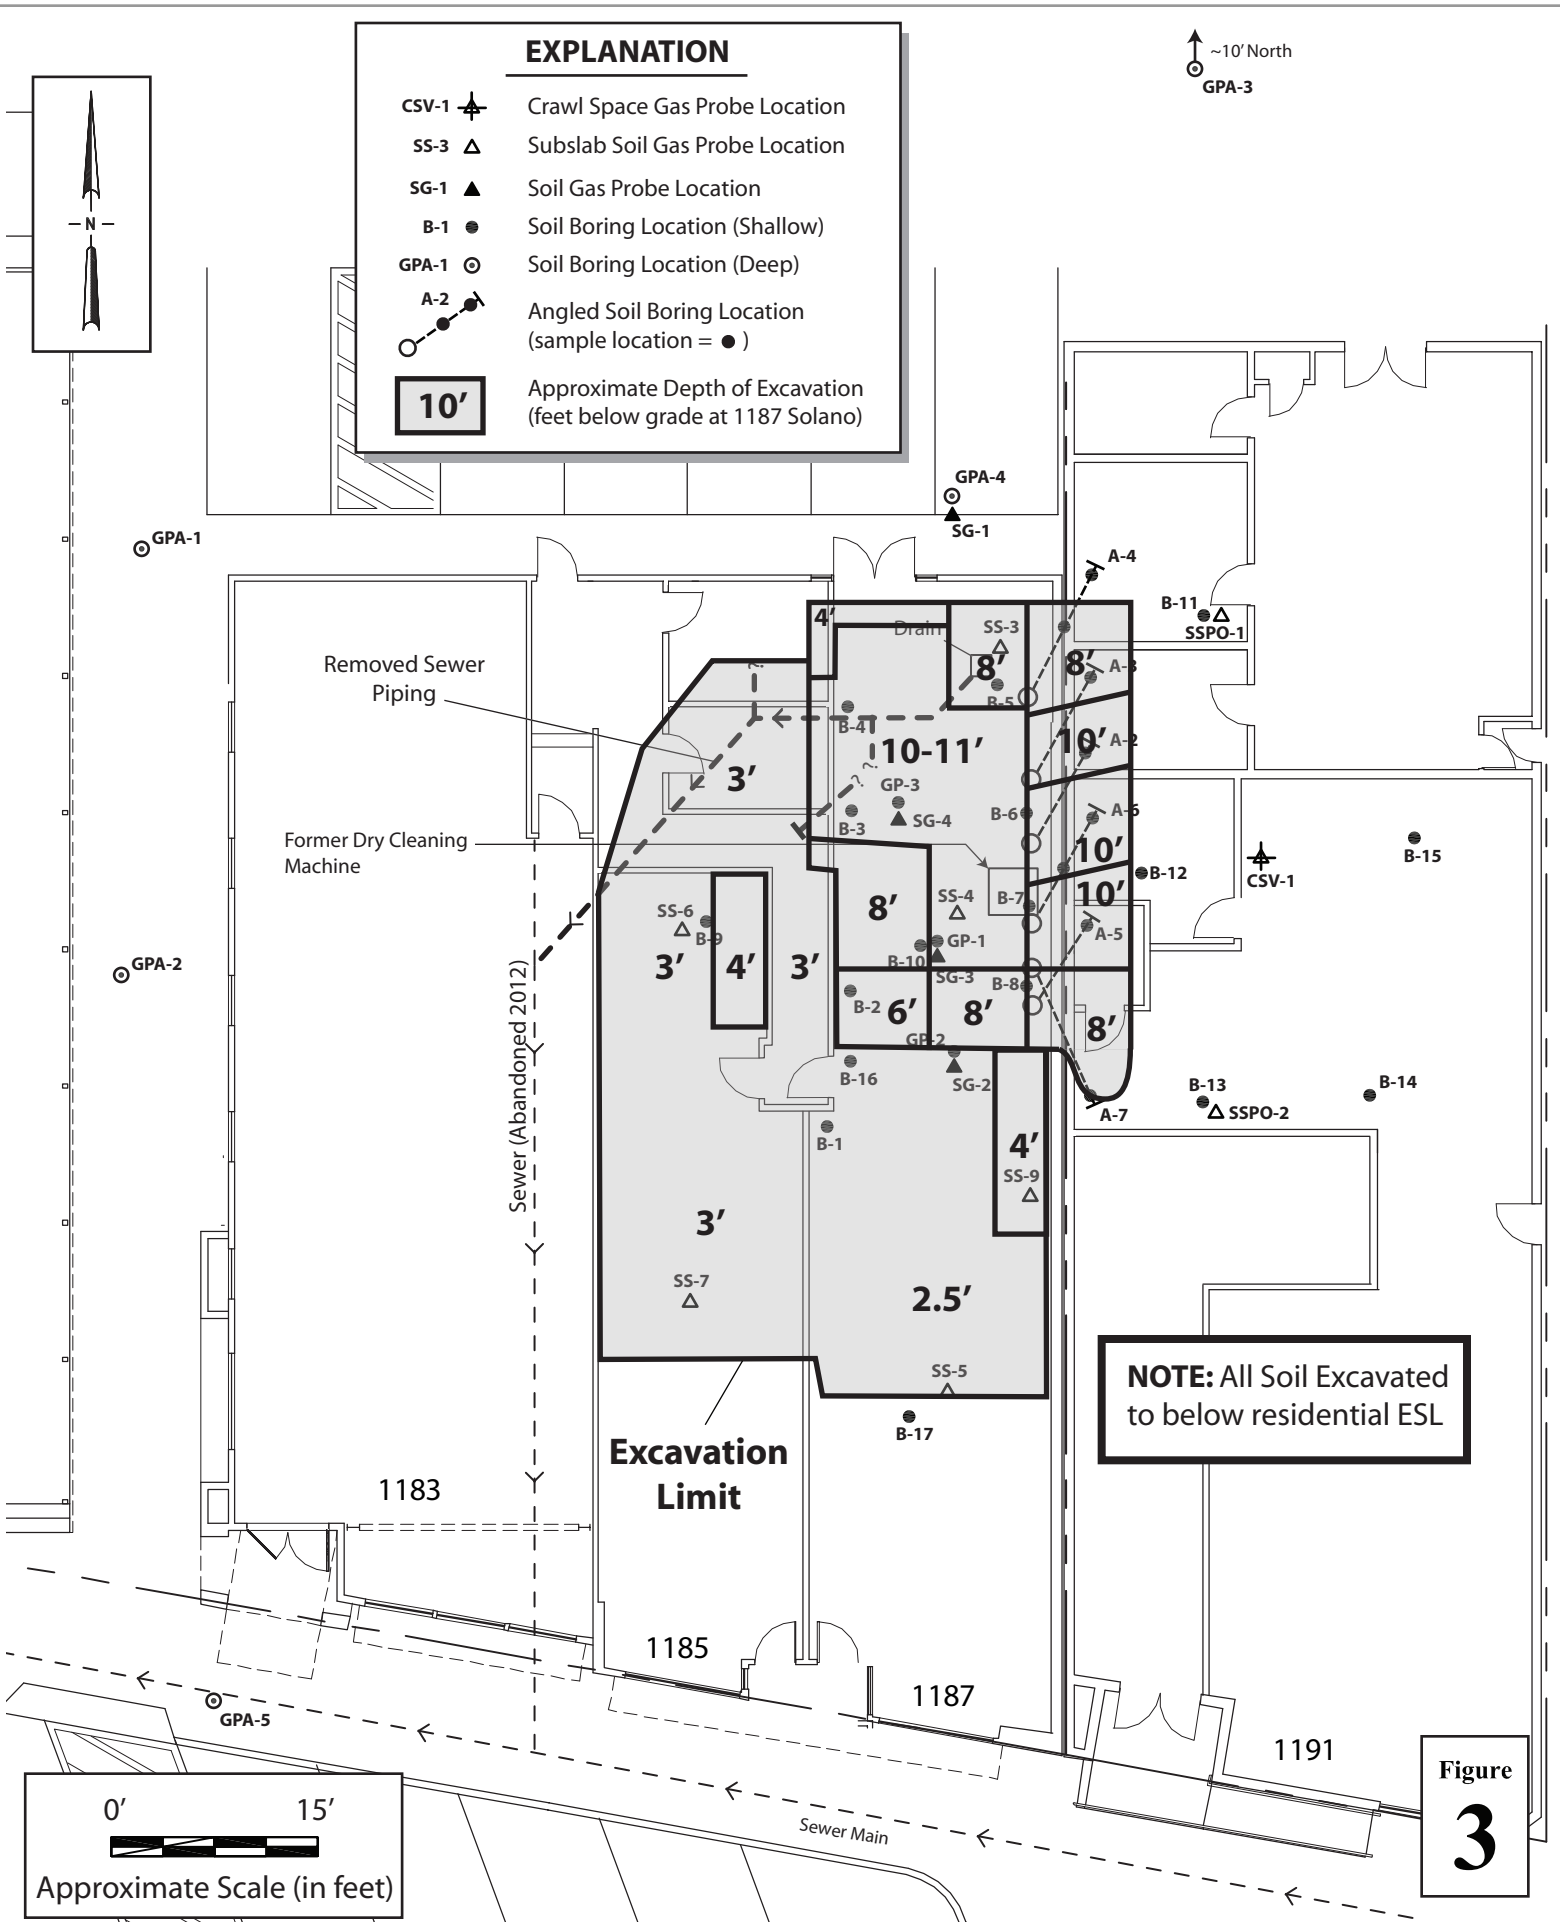 EXPLANATION
CSV-1 Crawl Space Gas Probe Location
SS-3 Subslab Soil Gas Probe Location
SG-1 Soil Gas Probe Location
B-1 Soil Boring Location (Shallow)
GPA-1 Soil Boring Location (Deep)
A-2 Angled Soil Boring Location
(sample location = ● )
10′ Approximate Depth of Excavation
(feet below grade at 1187 Solano)
N
~10′ North
GPA-3
GPA-4
SG-1
GPA-1
A-4
B-11
SSPO-1
4′
Drain
SS-3
8′
B-5
8′
A-3
Removed Sewer
Piping
?
B-4
10-11′
10′
A-2
3′
?
?
GP-3
B-3
SG-4
B-6
A-6
10′
Former Dry Cleaning
Machine
B-15
B-12
CSV-1
8′
SS-4
B-7
10′
SS-6
B-9
GP-1
B-10
A-5
GPA-2
3′
4′
3′
SG-3
B-8
B-2
6′
8′
8′
Sewer (Abandoned 2012)
GP-2
B-16
SG-2
A-7
B-13
SSPO-2
B-14
B-1
4′
SS-9
3′
SS-7
2.5′
SS-5
B-17
NOTE: All Soil Excavated
to below residential ESL
Excavation
Limit
1183
1185
1187
1191
GPA-5
Sewer Main
0′ 15′
Approximate Scale (in feet)
Figure
3